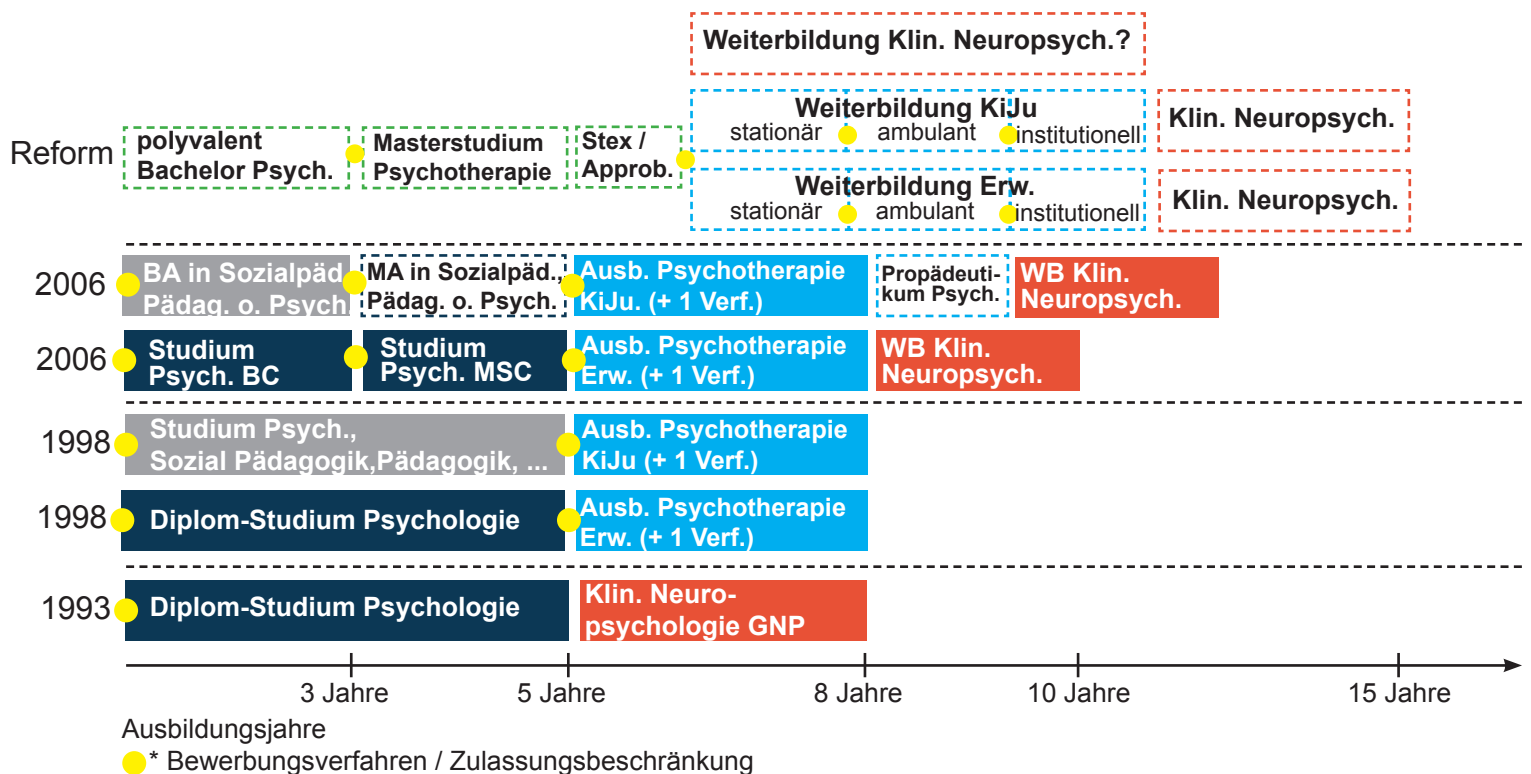 Weiterbildung Klin. Neuropsych.?
Reform
polyvalent
Bachelor Psych.
Masterstudium
Psychotherapie
Stex /
Approb.
Weiterbildung KiJu
stationär
ambulant
institutionell
Klin. Neuropsych.
Weiterbildung Erw.
stationär
ambulant
institutionell
Klin. Neuropsych.
2006
BA in Sozialpäd.
Pädag. o. Psych.
MA in Sozialpäd.,
Pädag. o. Psych.
Ausb. Psychotherapie
KiJu. (+ 1 Verf.)
Propädeuti-
kum Psych.
WB Klin.
Neuropsych.
2006
Studium
Psych. BC
Studium
Psych. MSC
Ausb. Psychotherapie
Erw. (+ 1 Verf.)
WB Klin.
Neuropsych.
1998
Studium Psych.,
Sozial Pädagogik,Pädagogik, ...
Ausb. Psychotherapie
KiJu (+ 1 Verf.)
1998
Diplom-Studium Psychologie
Ausb. Psychotherapie
Erw. (+ 1 Verf.)
1993
Diplom-Studium Psychologie
Klin. Neuro-
psychologie GNP
3 Jahre
5 Jahre
8 Jahre
10 Jahre
15 Jahre
Ausbildungsjahre
* Bewerbungsverfahren / Zulassungsbeschränkung